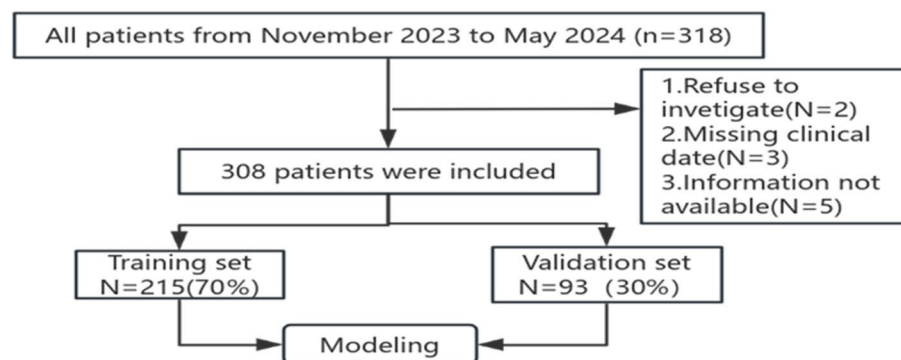 All patients from November 2023 to May 2024 (n=318)
1.Refuse to
invetigate(N=2)
2.Missing clinical
date(N=3)
3.Information not
available(N=5)
308 patients were included
Training set
N=215(70%)
Validation set
N=93 (30%)
Modeling